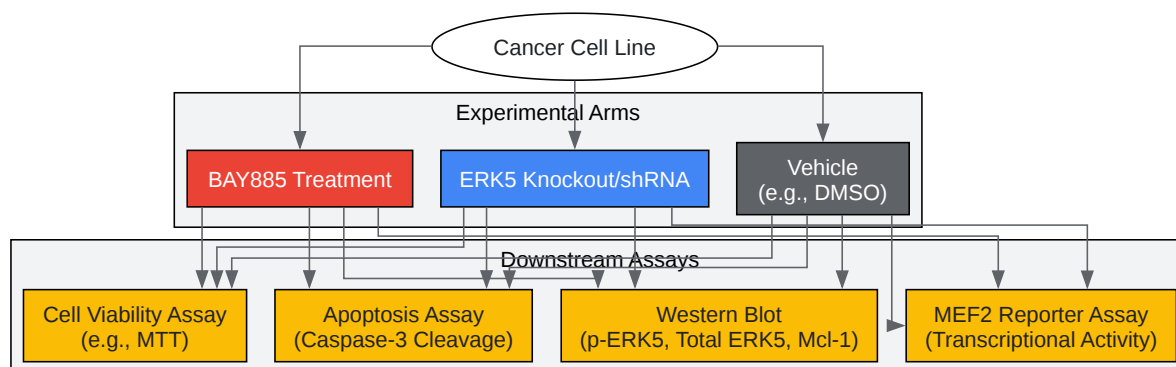 Cancer Cell Line
Experimental Arms
BAY885 Treatment
ERK5 Knockout/shRNA
Vehicle
(e.g., DMSO)
Downstream Assays
Cell Viability Assay
(e.g., MTT)
Apoptosis Assay
(Caspase-3 Cleavage)
Western Blot
(p-ERK5, Total ERK5, Mcl-1)
MEF2 Reporter Assay
(Transcriptional Activity)